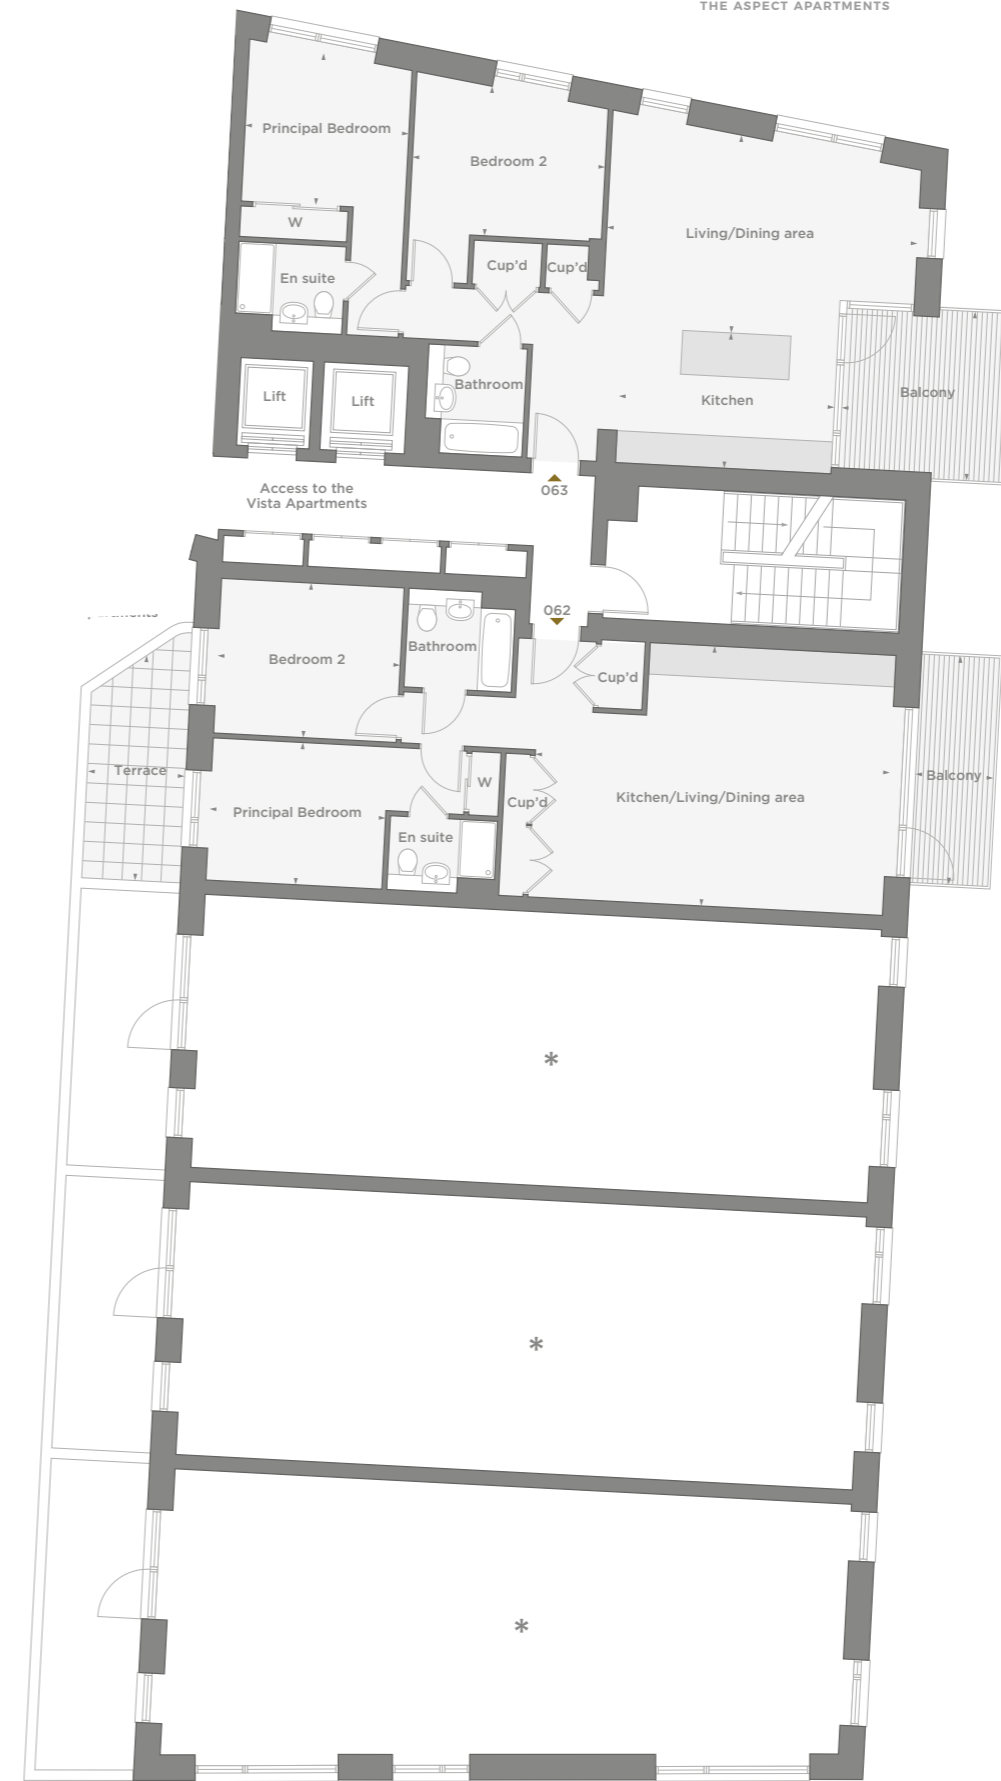 THE ASPECT APARTMENTS
Principal Bedroom
Bedroom 2
W
Living/Dining area
En suite
Cup'd
Cup'd
Lift
Lift
Bathroom
Kitchen
Balcony
Access to the
Vista Apartments
063
062
Bedroom 2
Bathroom
Cup'd
Terrace
Principal Bedroom
W
Cup'd
Kitchen/Living/Dining area
Balcony
En suite
*
*
*